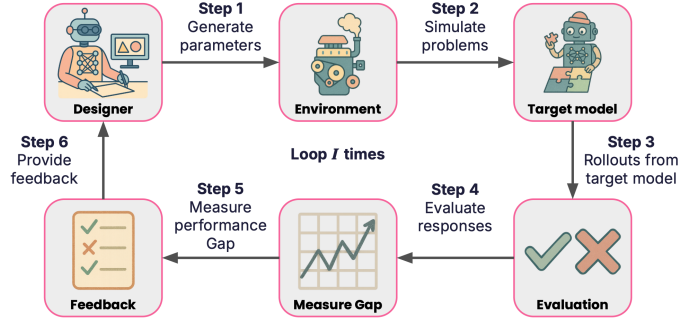 Step 1
Generate
parameters
Step 2
Simulate
problems
Designer
Environment
Target model
Step 6
Provide
feedback
Loop I times
Step 3
Rollouts from
target model
Step 5
Measure
performance
Gap
Step 4
Evaluate
responses
Feedback
Measure Gap
Evaluation